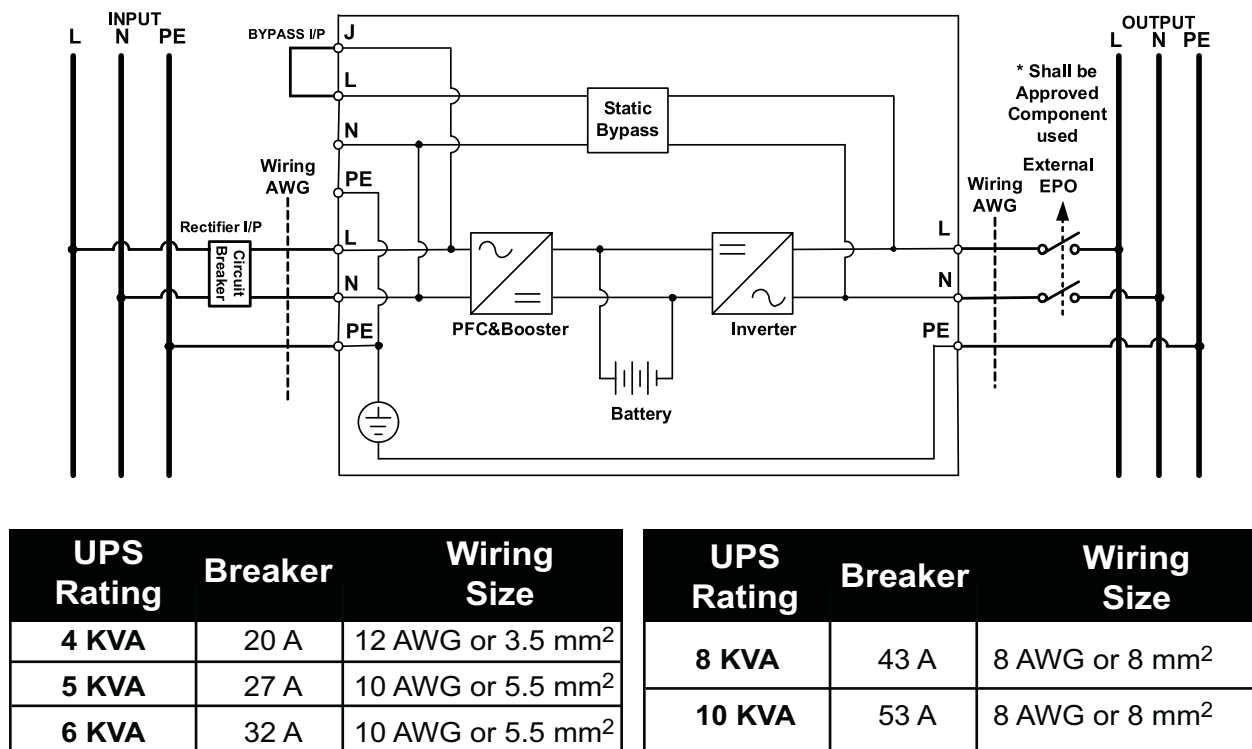 INPUT
L N PE
BYPASS I/P
J
L
N
PE
Wiring
AWG
Rectifier I/P
Circuit
Breaker
L
N
PE
Static
Bypass
PFC&Booster
Inverter
Battery
OUTPUT
L N PE
* Shall be
Approved
Component
used
External
EPO
Wiring
AWG
L
N
PE
UPS Rating Breaker Wiring Size
4 KVA 20 A 12 AWG or 3.5 mm²
5 KVA 27 A 10 AWG or 5.5 mm²
6 KVA 32 A 10 AWG or 5.5 mm²
UPS Rating Breaker Wiring Size
8 KVA 43 A 8 AWG or 8 mm²
10 KVA 53 A 8 AWG or 8 mm²